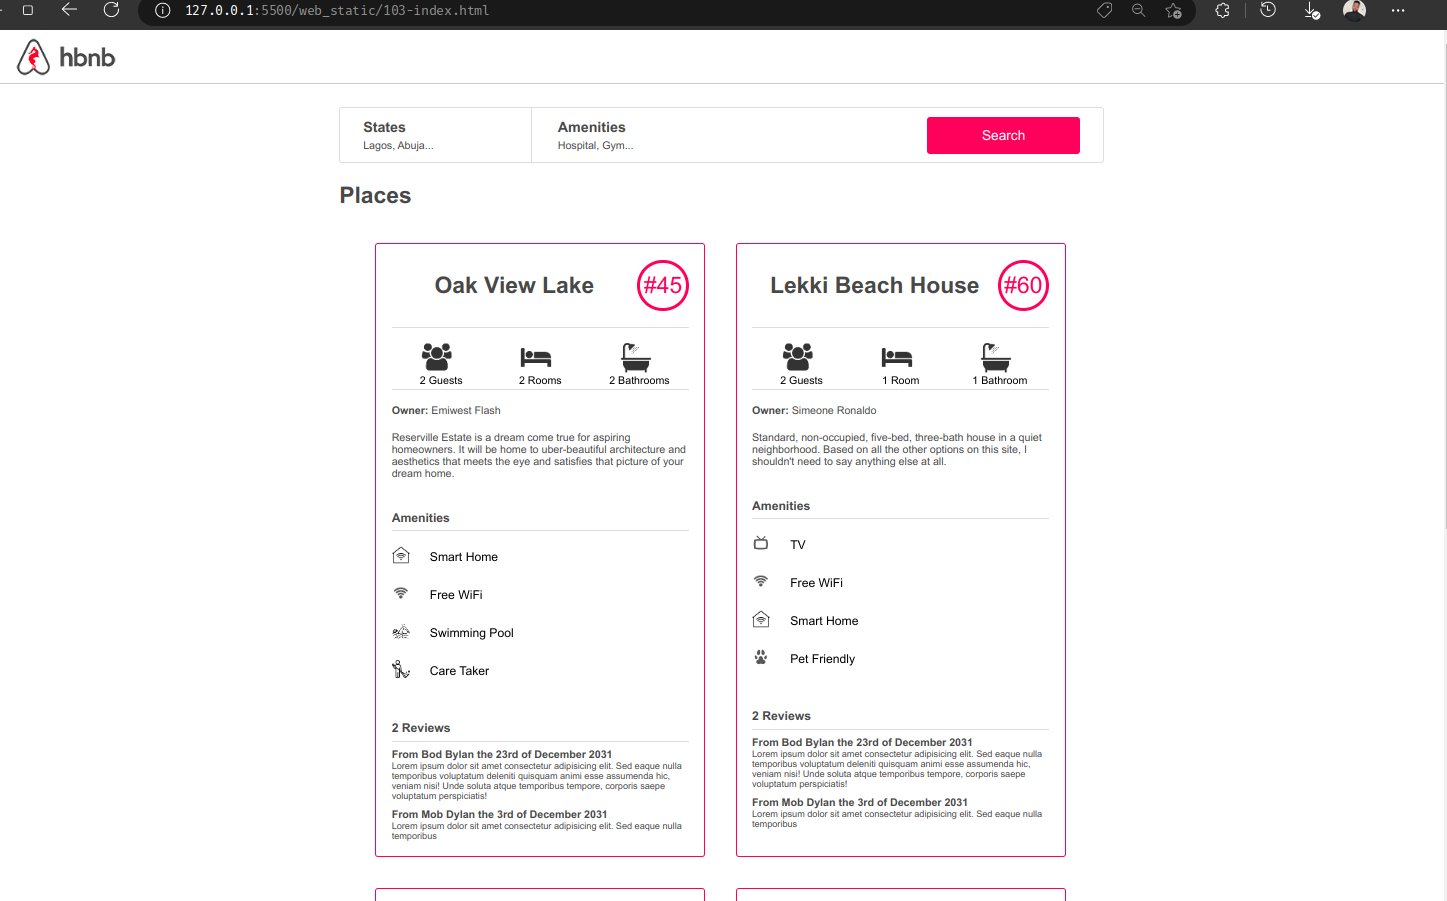 127.0.0.1:5500/web_static/103-index.html
hbnb
States
Lagos, Abuja...
Amenities
Hospital, Gym...
Search
Places
Oak View Lake
#45
2 Guests
2 Rooms
2 Bathrooms
Owner: Emiwest Flash
Reserville Estate is a dream come true for aspiring
homeowners. It will be home to uber-beautiful architecture and
aesthetics that meets the eye and satisfies that picture of your
dream home.
Amenities
Smart Home
Free WiFi
Swimming Pool
Care Taker
2 Reviews
From Bod Bylan the 23rd of December 2031
Lorem ipsum dolor sit amet consectetur adipisicing elit. Sed eaque nulla
temporibus voluptatum deleniti quisquam animi esse assumenda hic,
veniam nisi! Unde soluta atque temporibus tempore, corporis saepe
voluptatum perspiciatis!
From Mob Dylan the 3rd of December 2031
Lorem ipsum dolor sit amet consectetur adipisicing elit. Sed eaque nulla
temporibus
Lekki Beach House
#60
2 Guests
1 Room
1 Bathroom
Owner: Simeone Ronaldo
Standard, non-occupied, five-bed, three-bath house in a quiet
neighborhood. Based on all the other options on this site, I
shouldn't need to say anything else at all.
Amenities
TV
Free WiFi
Smart Home
Pet Friendly
2 Reviews
From Bod Bylan the 23rd of December 2031
Lorem ipsum dolor sit amet consectetur adipisicing elit. Sed eaque nulla
temporibus voluptatum deleniti quisquam animi esse assumenda hic,
veniam nisi! Unde soluta atque temporibus tempore, corporis saepe
voluptatum perspiciatis!
From Mob Dylan the 3rd of December 2031
Lorem ipsum dolor sit amet consectetur adipisicing elit. Sed eaque nulla
temporibus